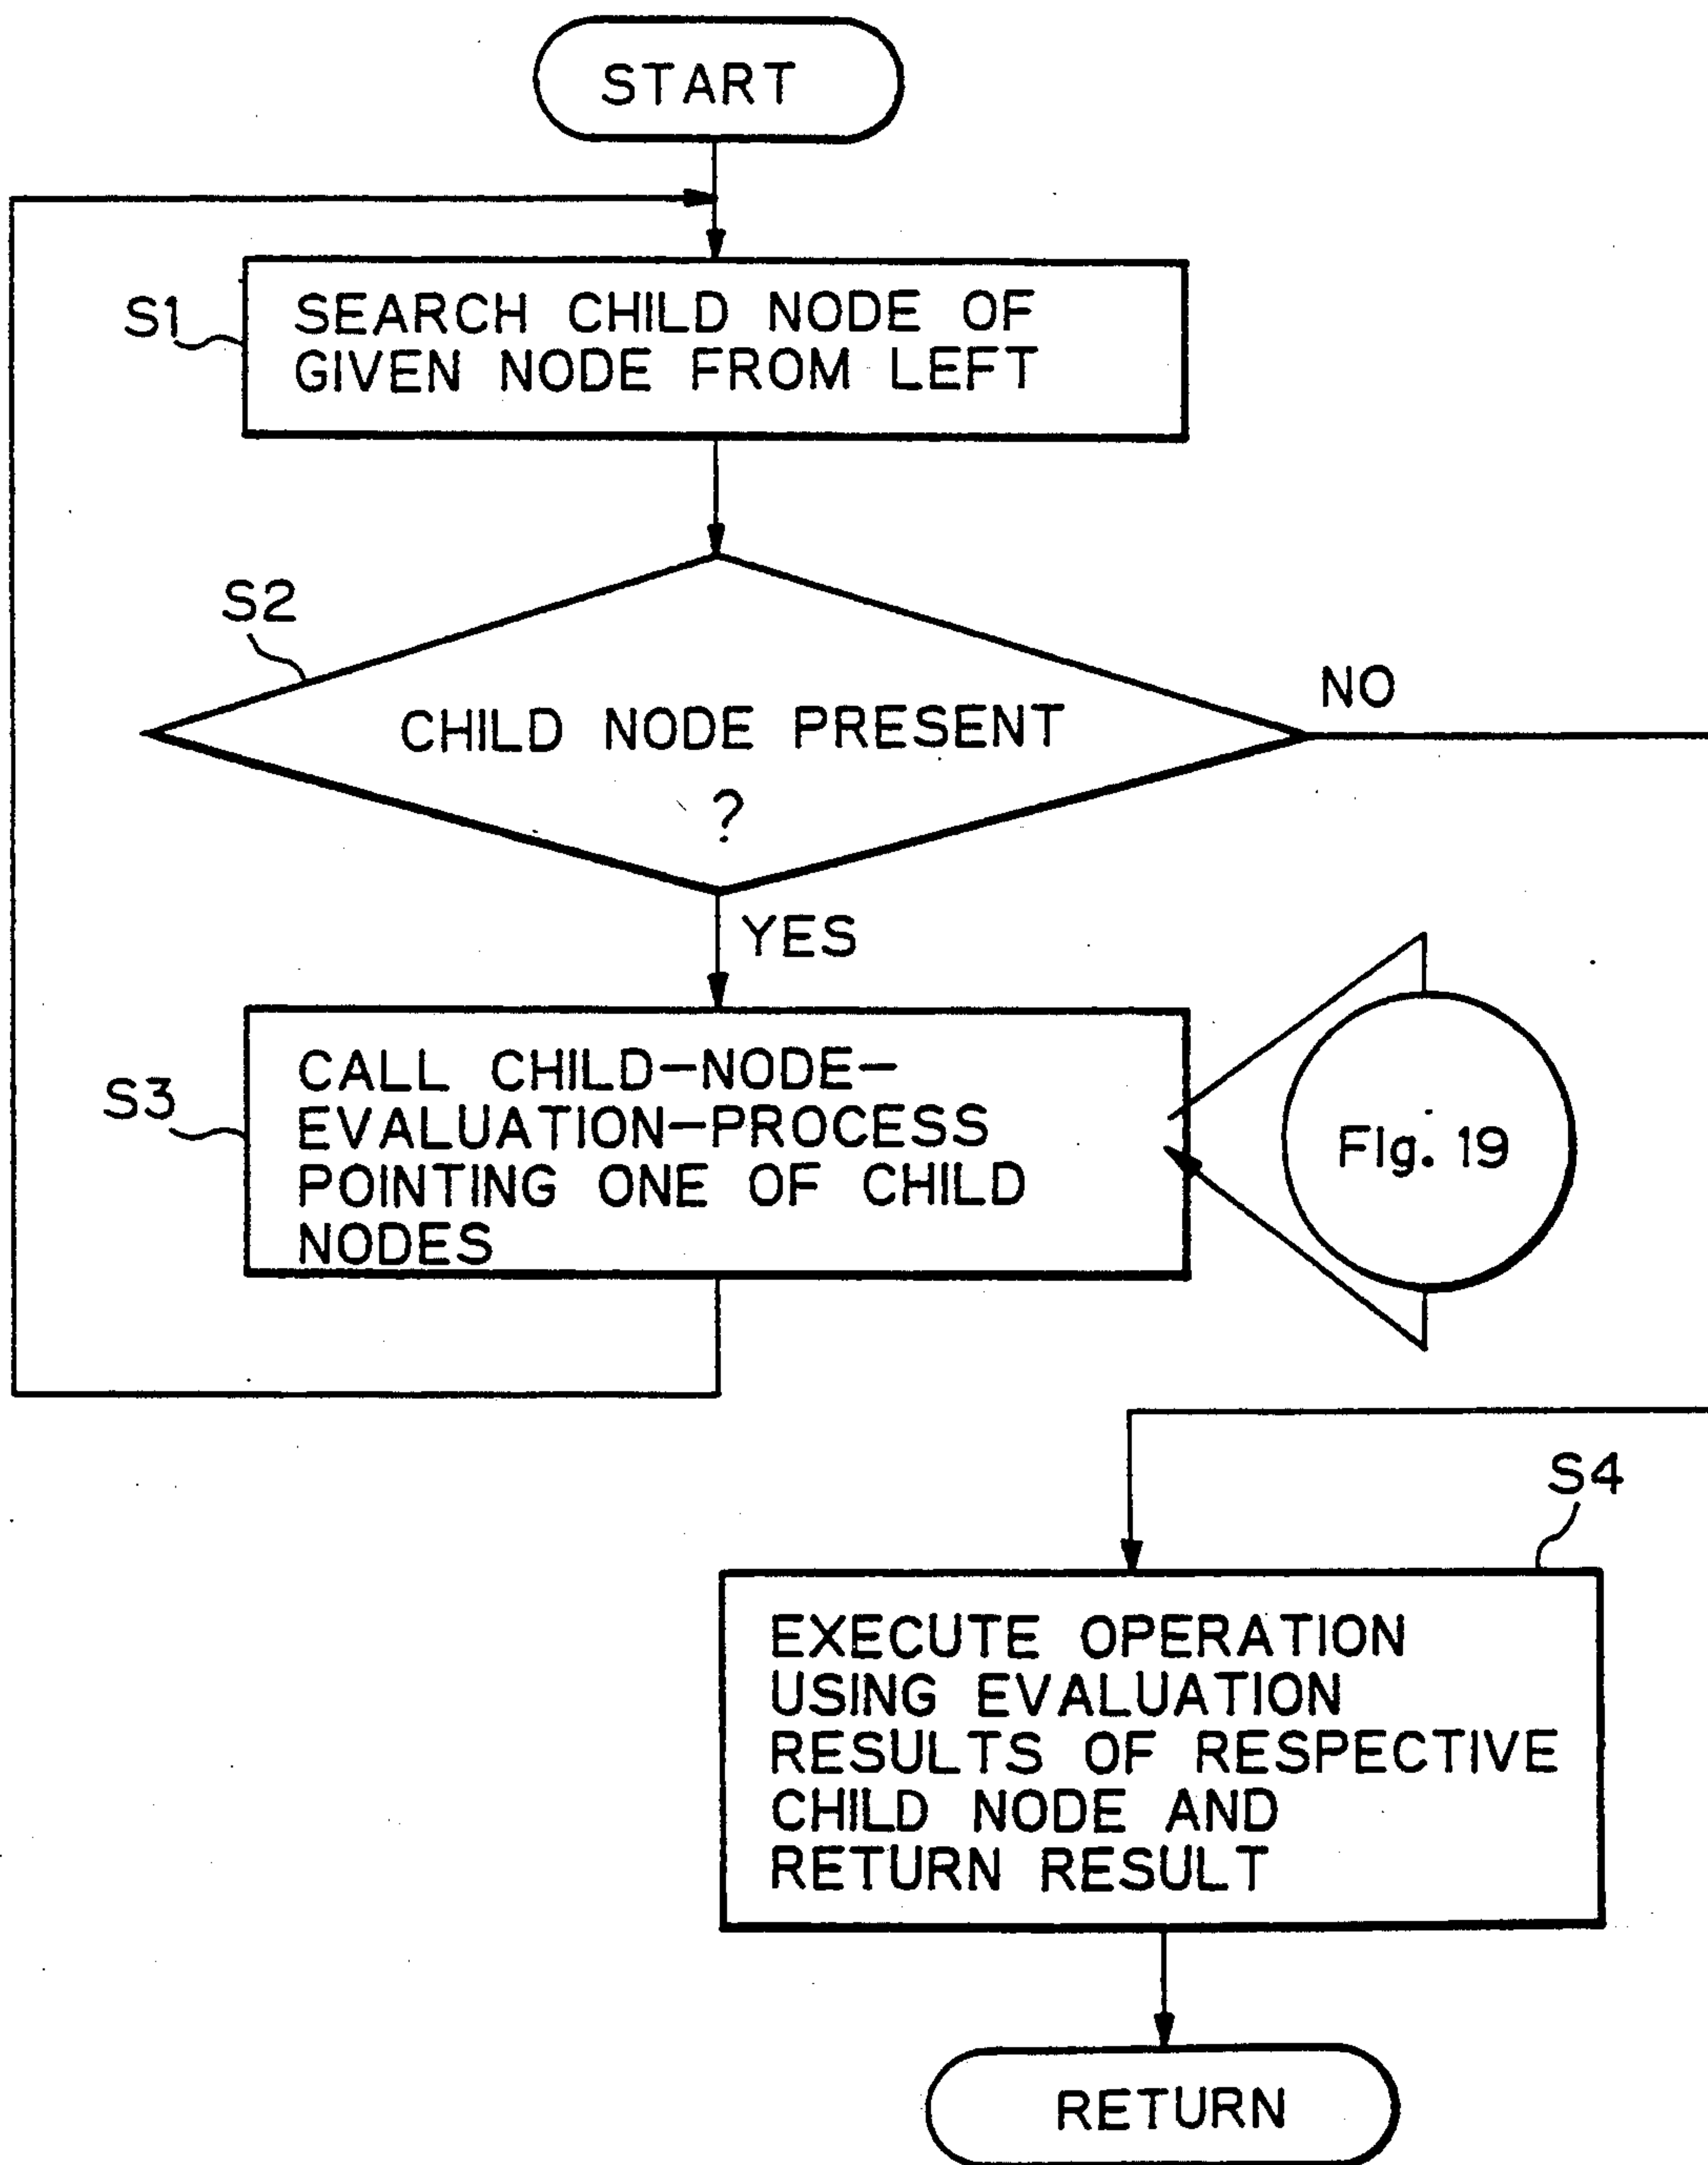 START
S1
SEARCH CHILD NODE OF
GIVEN NODE FROM LEFT
S2
CHILD NODE PRESENT
?
NO
YES
S3
CALL CHILD-NODE-
EVALUATION-PROCESS
POINTING ONE OF CHILD
NODES
Fig. 19
S4
EXECUTE OPERATION
USING EVALUATION
RESULTS OF RESPECTIVE
CHILD NODE AND
RETURN RESULT
RETURN